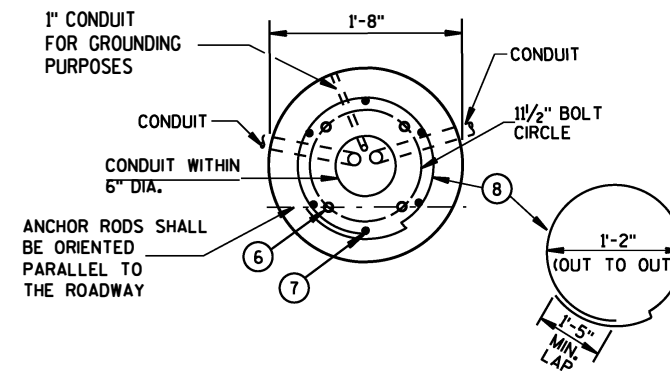 1" CONDUIT
FOR GROUNDING
PURPOSES
1'-8"
CONDUIT
CONDUIT
11½" BOLT
CIRCLE
CONDUIT WITHIN
6" DIA.
8
ANCHOR RODS SHALL
BE ORIENTED
PARALLEL TO
THE ROADWAY
6
7
1'-2"
(OUT TO OUT
1'-5"
MIN.
LAP